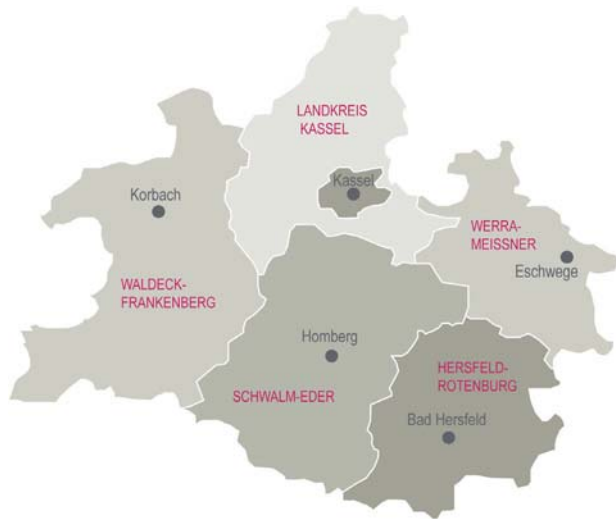 LANDKREIS
KASSEL
Kassel
Korbach
WERRA-
MEISSNER
Eschwege
WALDECK-
FRANKENBERG
Homberg
HERSFELD-
ROTENBURG
SCHWALM-EDER
Bad Hersfeld